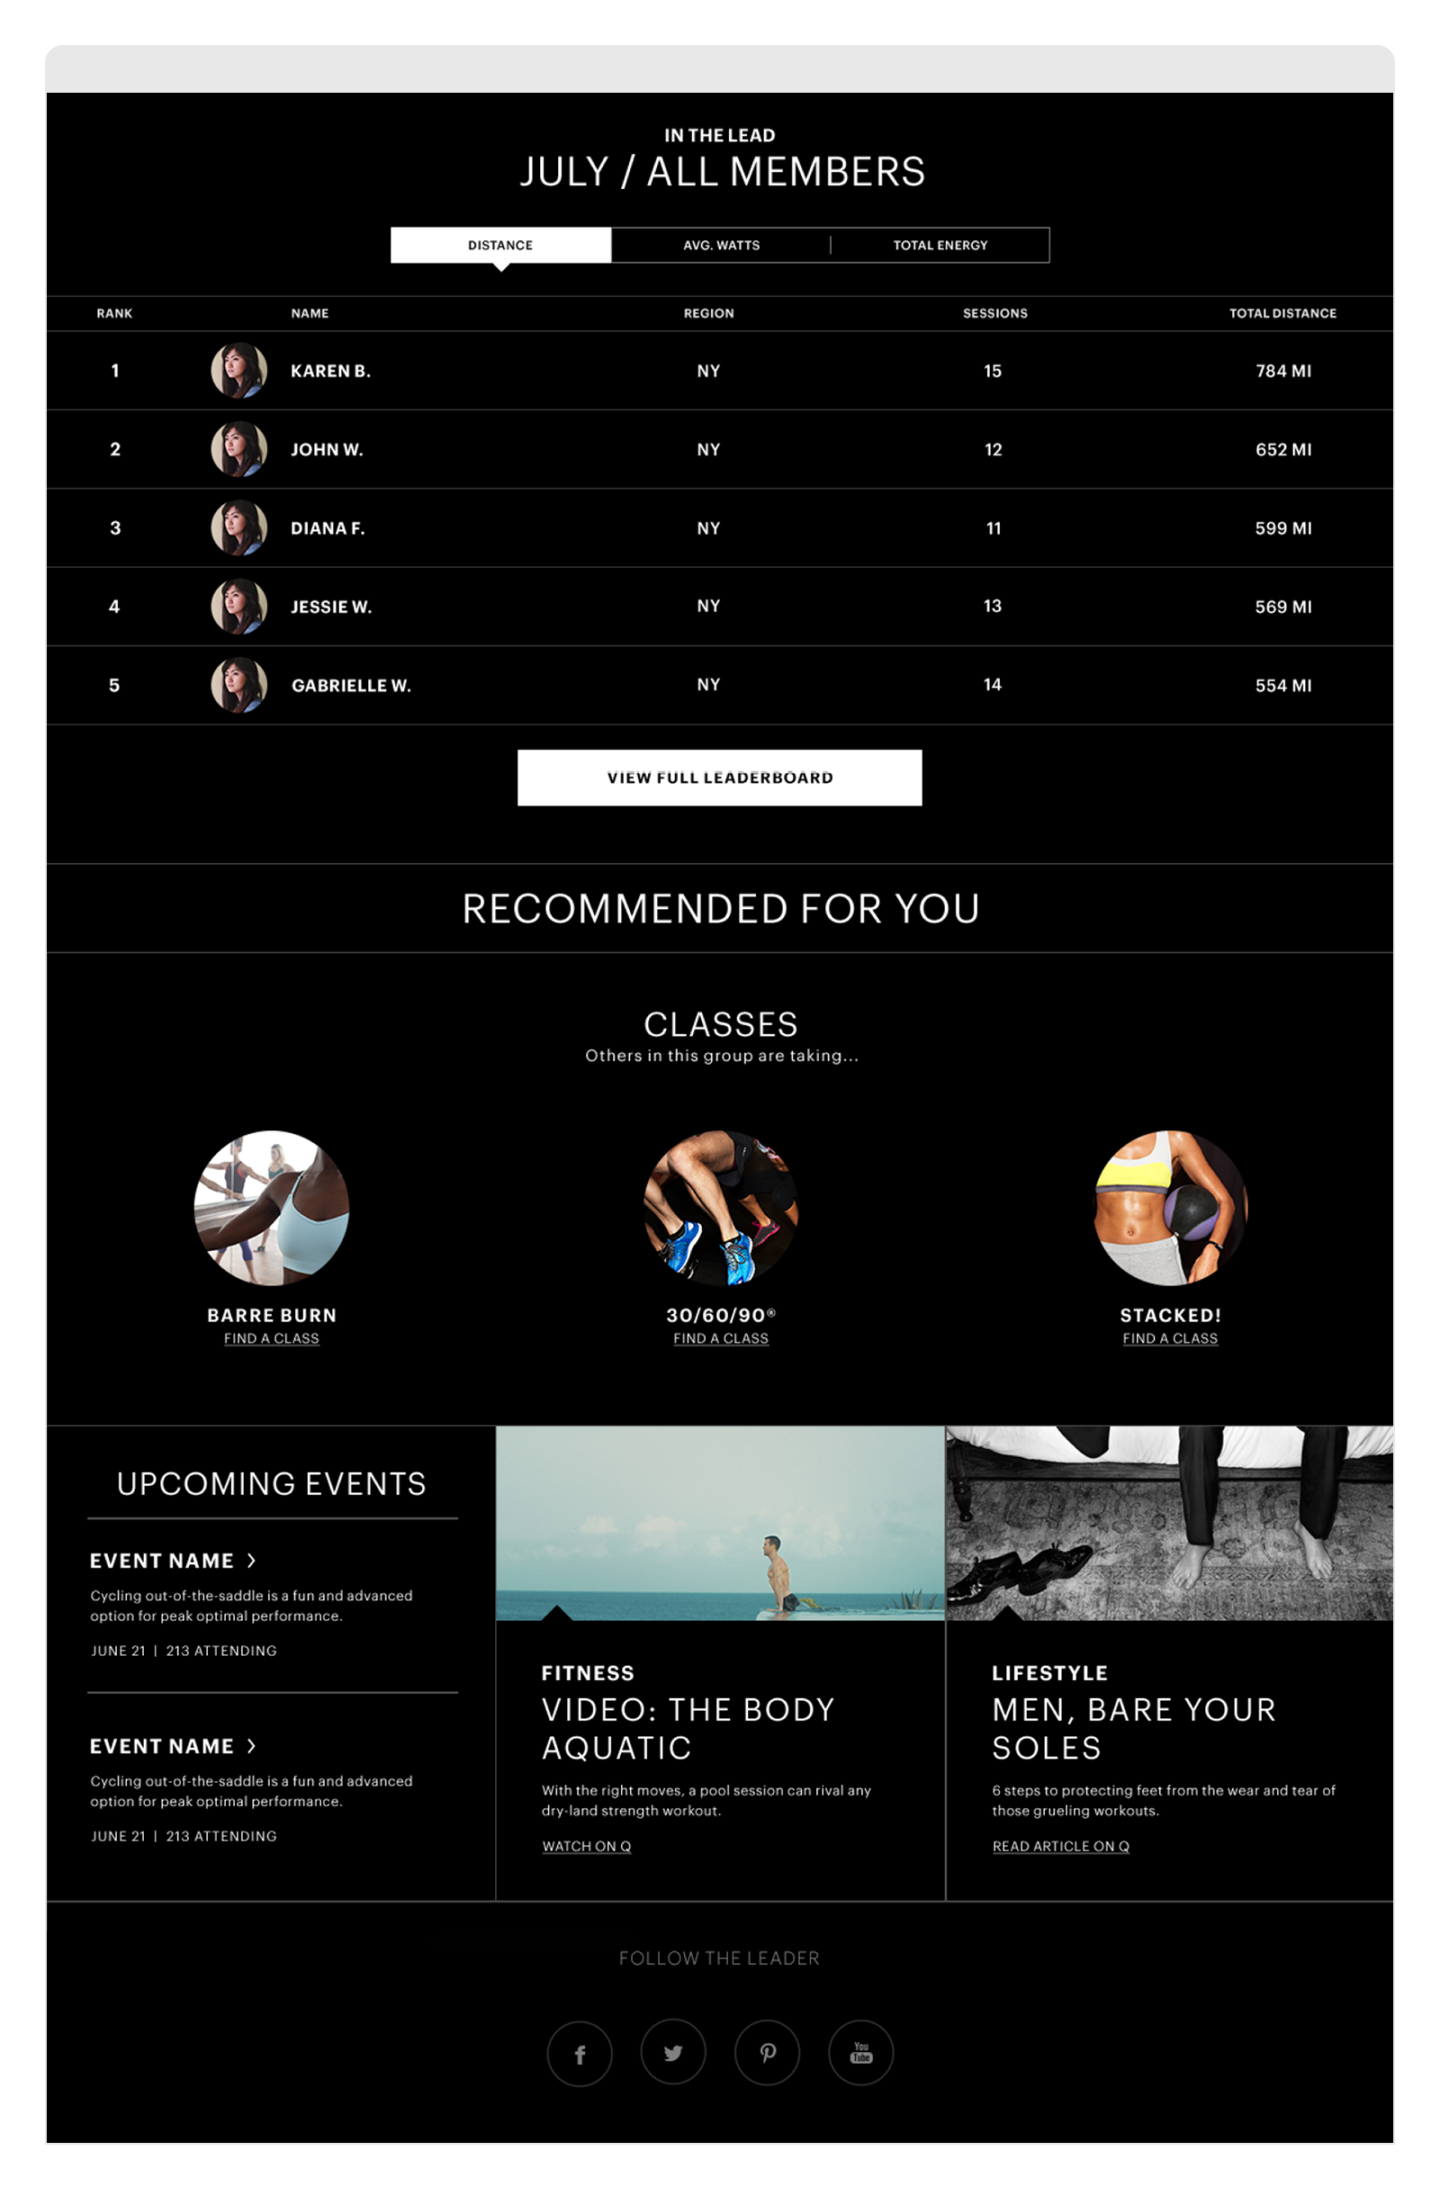 IN THE LEAD
JULY / ALL MEMBERS
DISTANCE AVG. WATTS TOTAL ENERGY
RANK NAME REGION SESSIONS TOTAL DISTANCE
1 KAREN B. NY 15 784 MI
2 JOHN W. NY 12 652 MI
3 DIANA F. NY 11 599 MI
4 JESSIE W. NY 13 569 MI
5 GABRIELLE W. NY 14 554 MI
VIEW FULL LEADERBOARD
RECOMMENDED FOR YOU
CLASSES
Others in this group are taking...
BARRE BURN
FIND A CLASS
30/60/90®
FIND A CLASS
STACKED!
FIND A CLASS
UPCOMING EVENTS
EVENT NAME >
Cycling out-of-the-saddle is a fun and advanced
option for peak optimal performance.
JUNE 21 | 213 ATTENDING
EVENT NAME >
Cycling out-of-the-saddle is a fun and advanced
option for peak optimal performance.
JUNE 21 | 213 ATTENDING
FITNESS
VIDEO: THE BODY
AQUATIC
With the right moves, a pool session can rival any
dry-land strength workout.
WATCH ON Q
LIFESTYLE
MEN, BARE YOUR
SOLES
6 steps to protecting feet from the wear and tear of
those grueling workouts.
READ ARTICLE ON Q
FOLLOW THE LEADER
You
Tube